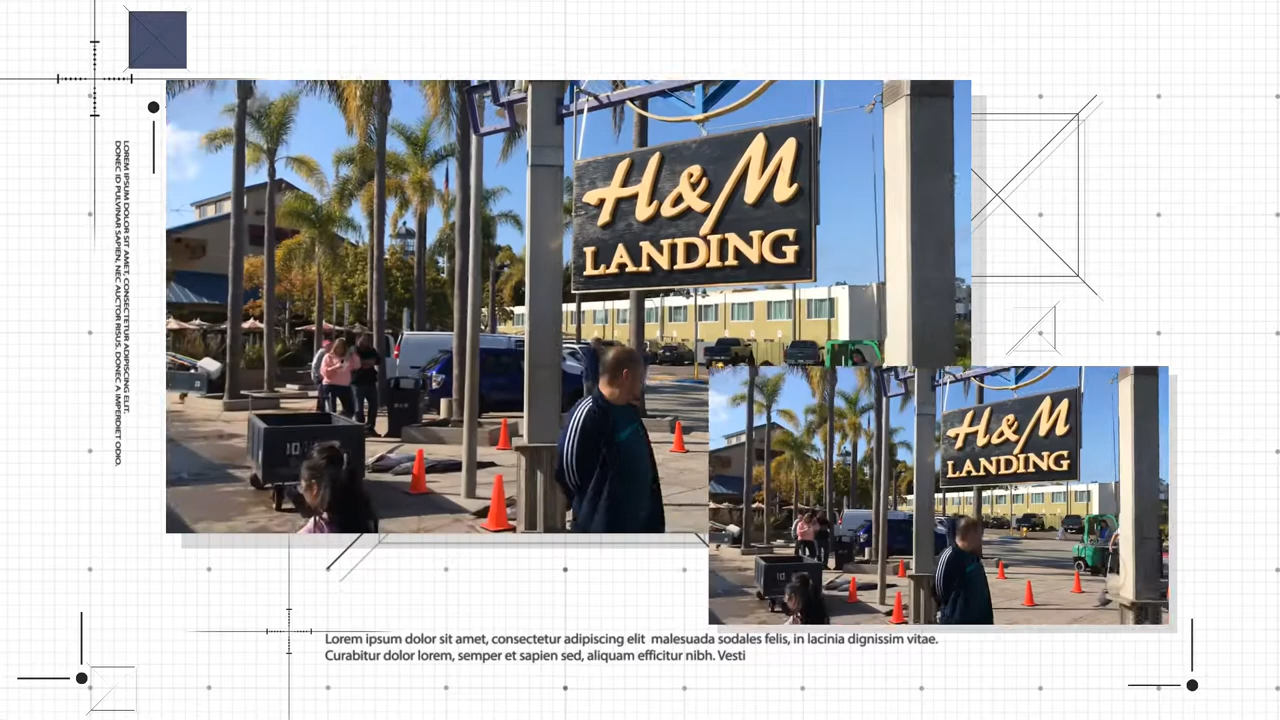 LOREM IPSUM DOLOR SIT AMET, CONSECTETUR ADIPISCING ELIT.
DONEC ID PULVINAR SAPIEN, NEC AUCTOR RISUS. DONEC A IMPERDIET ODIO.
H&M
LANDING
10
H&M
LANDING
10
Lorem ipsum dolor sit amet, consectetur adipiscing elit malesuada sodales felis, in lacinia dignissim vitae.
Curabitur dolor lorem, semper et sapien sed, aliquam efficitur nibh. Vesti